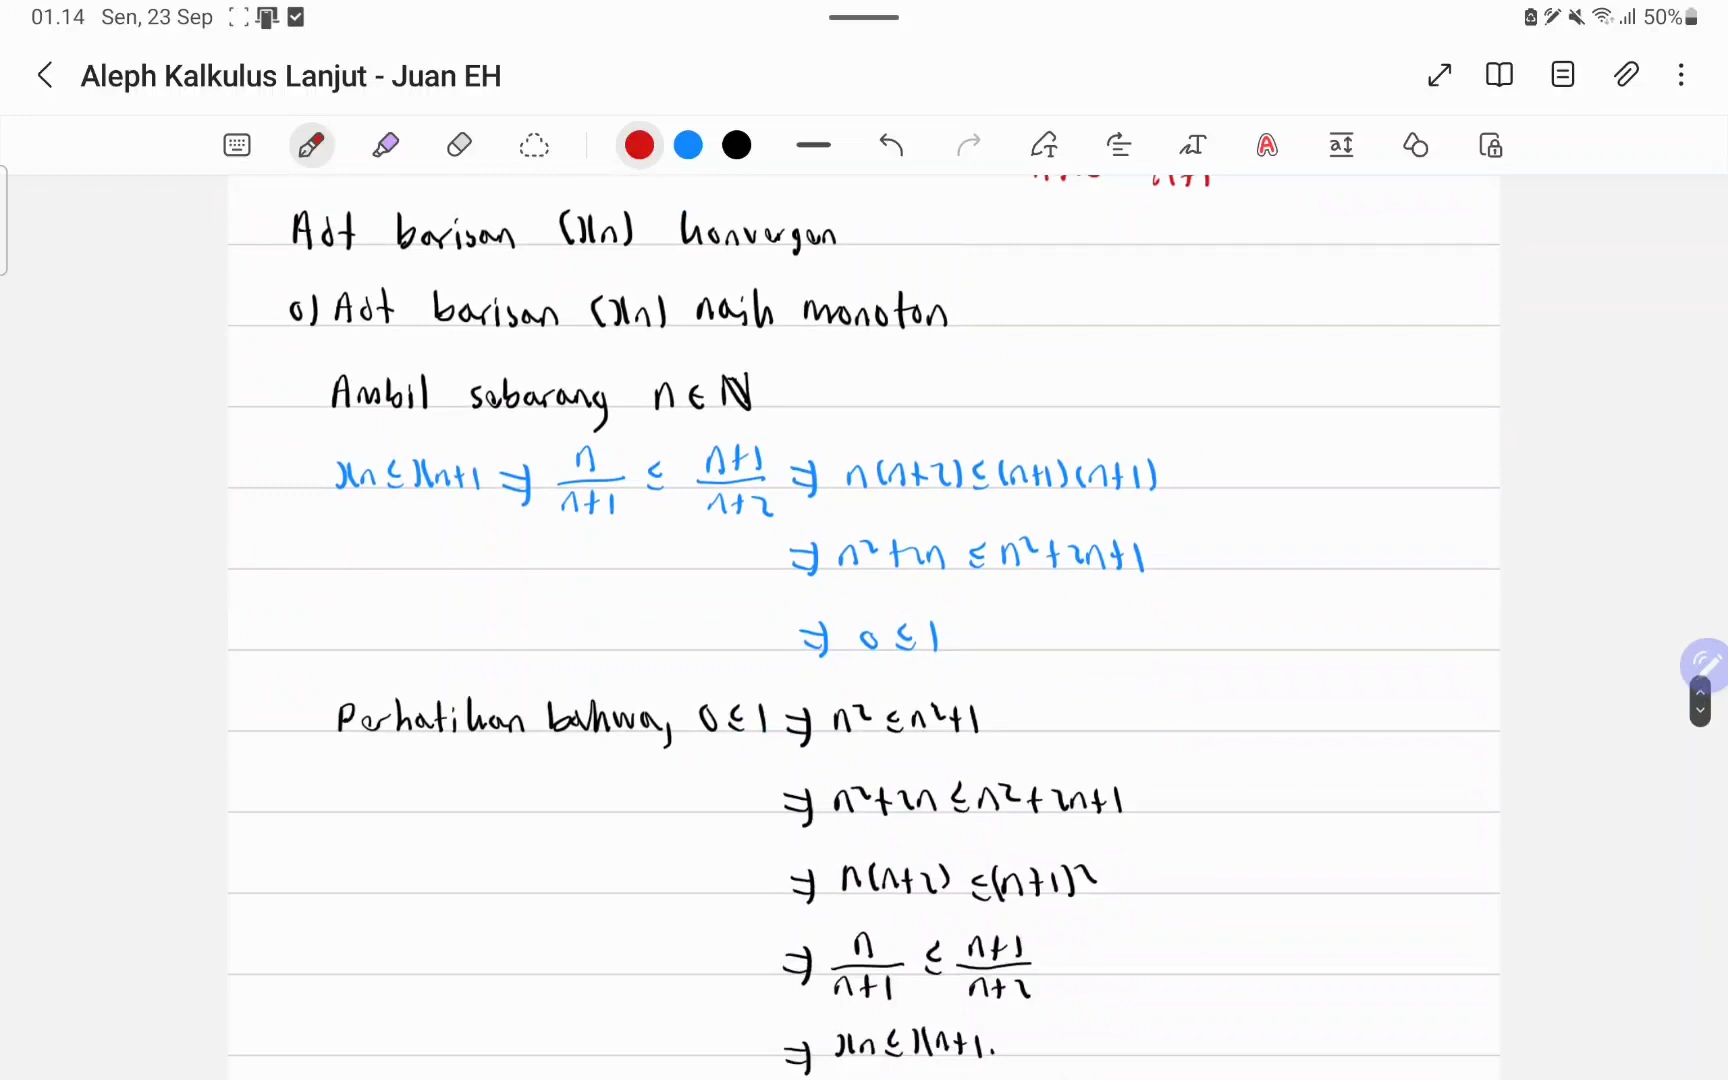 01.14 Sen, 23 Sep 50%
Aleph Kalkulus Lanjut - Juan EH
n+1
Adt barisan (xn) konvergen
a) Adt barisan (xn) naik monoton
Ambil sebarang n ∈ ℕ
xn ≤ xn+1 ⇒ n/(n+1) ≤ (n+1)/(n+2) ⇒ n(n+2) ≤ (n+1)(n+1)
⇒ n² + 2n ≤ n² + 2n + 1
⇒ 0 ≤ 1
Perhatikan bahwa, 0 ≤ 1 ⇒ n² ≤ n² + 1
⇒ n² + 2n ≤ n² + 2n + 1
⇒ n(n+2) ≤ (n+1)²
⇒ n/(n+1) ≤ (n+1)/(n+2)
⇒ xn ≤ xn+1.